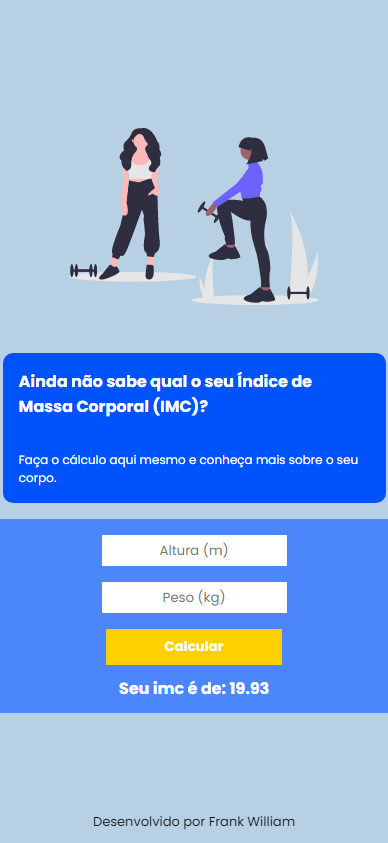 Ainda não sabe qual o seu Índice de
Massa Corporal (IMC)?
Faça o cálculo aqui mesmo e conheça mais sobre o seu
corpo.
Altura (m)
Peso (kg)
Calcular
Seu imc é de: 19.93
Desenvolvido por Frank William